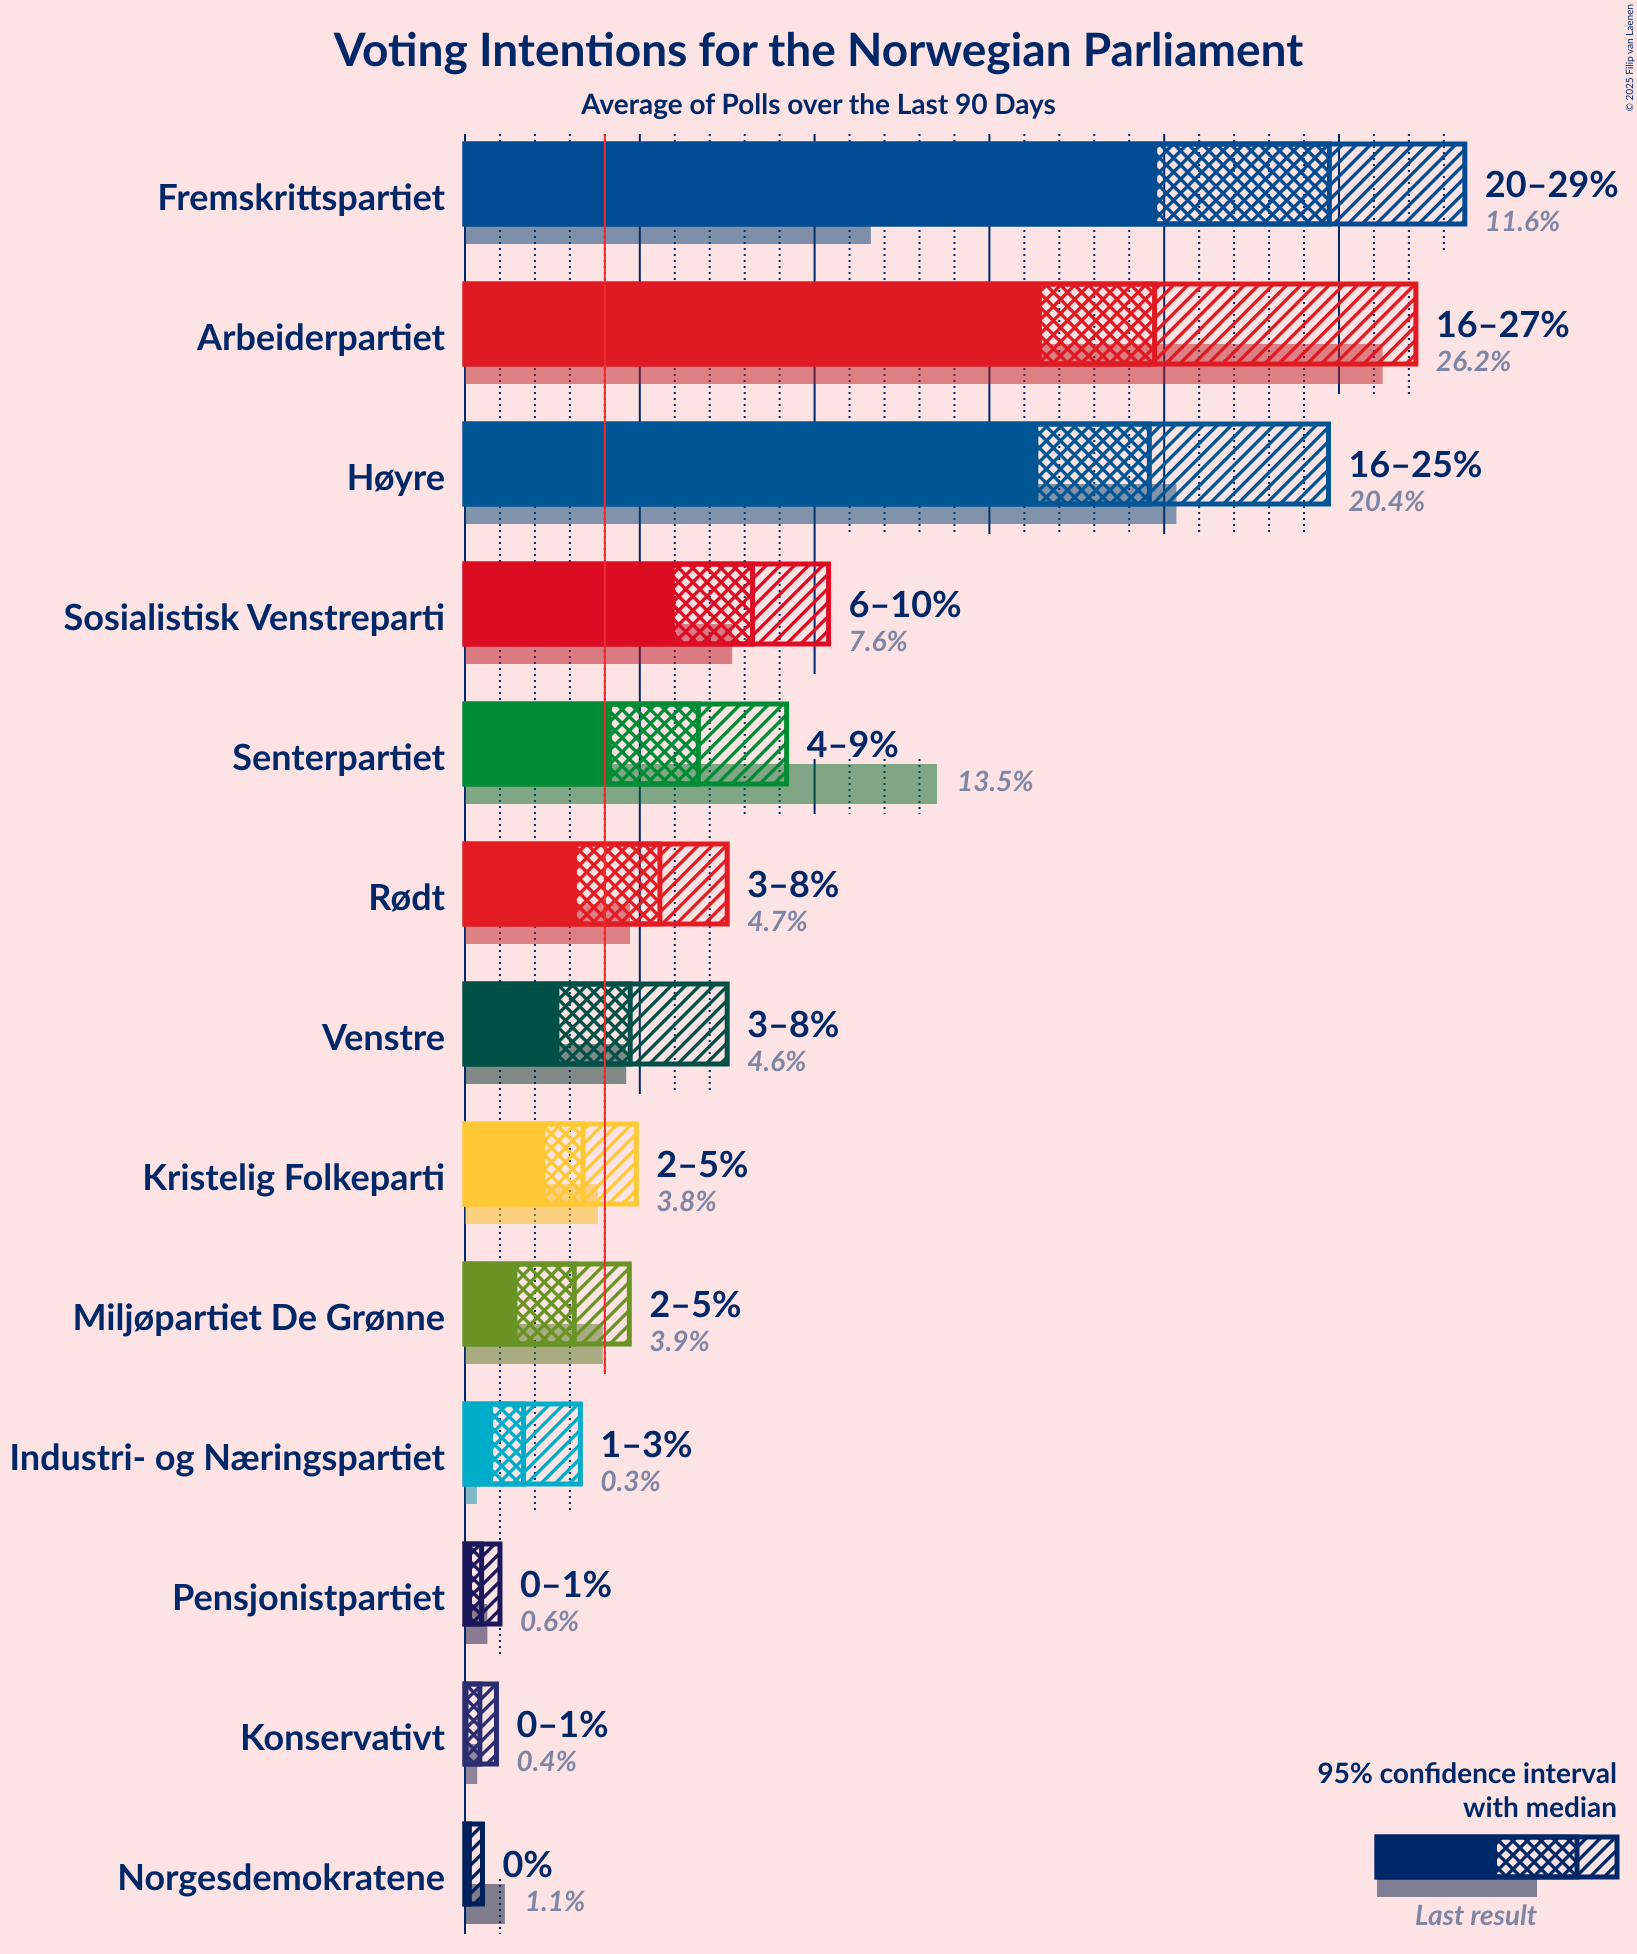 Voting Intentions for the Norwegian Parliament
Average of Polls over the Last 90 Days
© 2025 Filip van Laenen
Fremskrittspartiet
20–29%
11.6%
Arbeiderpartiet
16–27%
26.2%
Høyre
16–25%
20.4%
Sosialistisk Venstreparti
6–10%
7.6%
Senterpartiet
4–9%
13.5%
Rødt
3–8%
4.7%
Venstre
3–8%
4.6%
Kristelig Folkeparti
2–5%
3.8%
Miljøpartiet De Grønne
2–5%
3.9%
Industri- og Næringspartiet
1–3%
0.3%
Pensjonistpartiet
0–1%
0.6%
Konservativt
0–1%
0.4%
Norgesdemokratene
0%
1.1%
95% confidence interval
with median
Last result